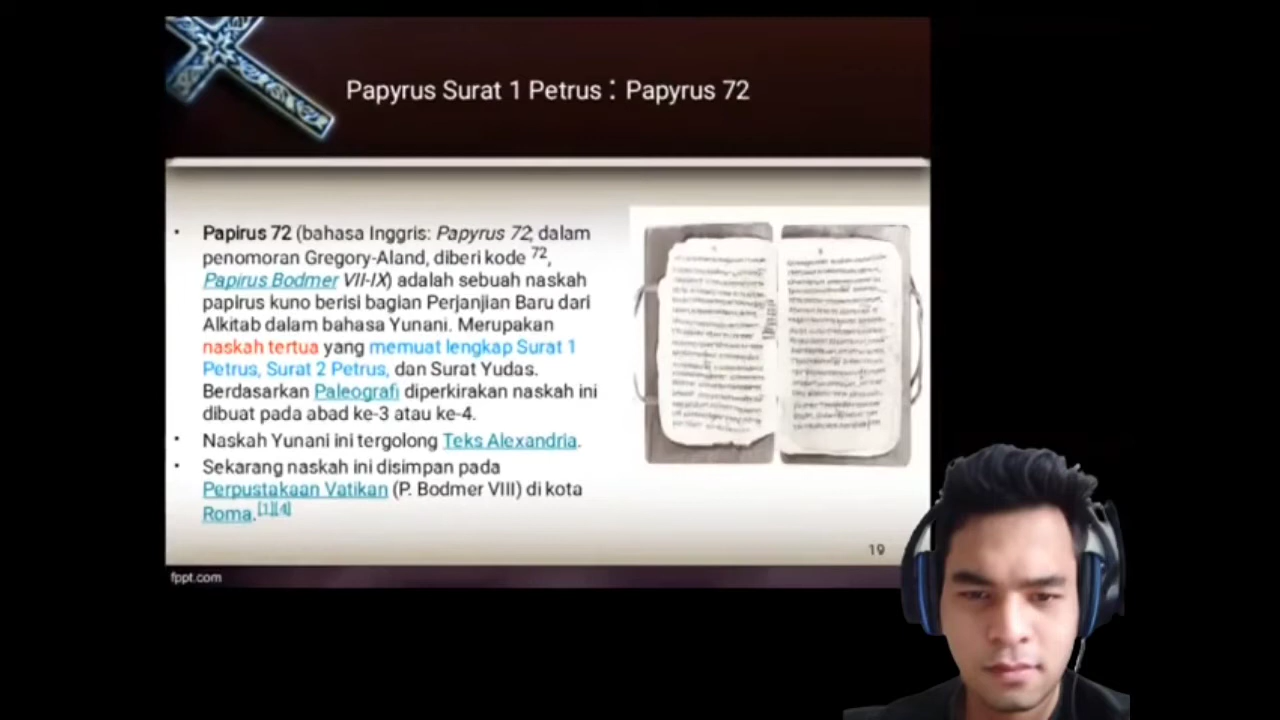 Papyrus Surat 1 Petrus : Papyrus 72
• Papirus 72 (bahasa Inggris: Papyrus 72; dalam
penomoran Gregory-Aland, diberi kode 72,
Papirus Bodmer VII-IX) adalah sebuah naskah
papirus kuno berisi bagian Perjanjian Baru dari
Alkitab dalam bahasa Yunani. Merupakan
naskah tertua yang memuat lengkap Surat 1
Petrus, Surat 2 Petrus, dan Surat Yudas.
Berdasarkan Paleografi diperkirakan naskah ini
dibuat pada abad ke-3 atau ke-4.
• Naskah Yunani ini tergolong Teks Alexandria.
• Sekarang naskah ini disimpan pada
Perpustakaan Vatikan (P. Bodmer VIII) di kota
Roma.[1][4]
19
fppt.com